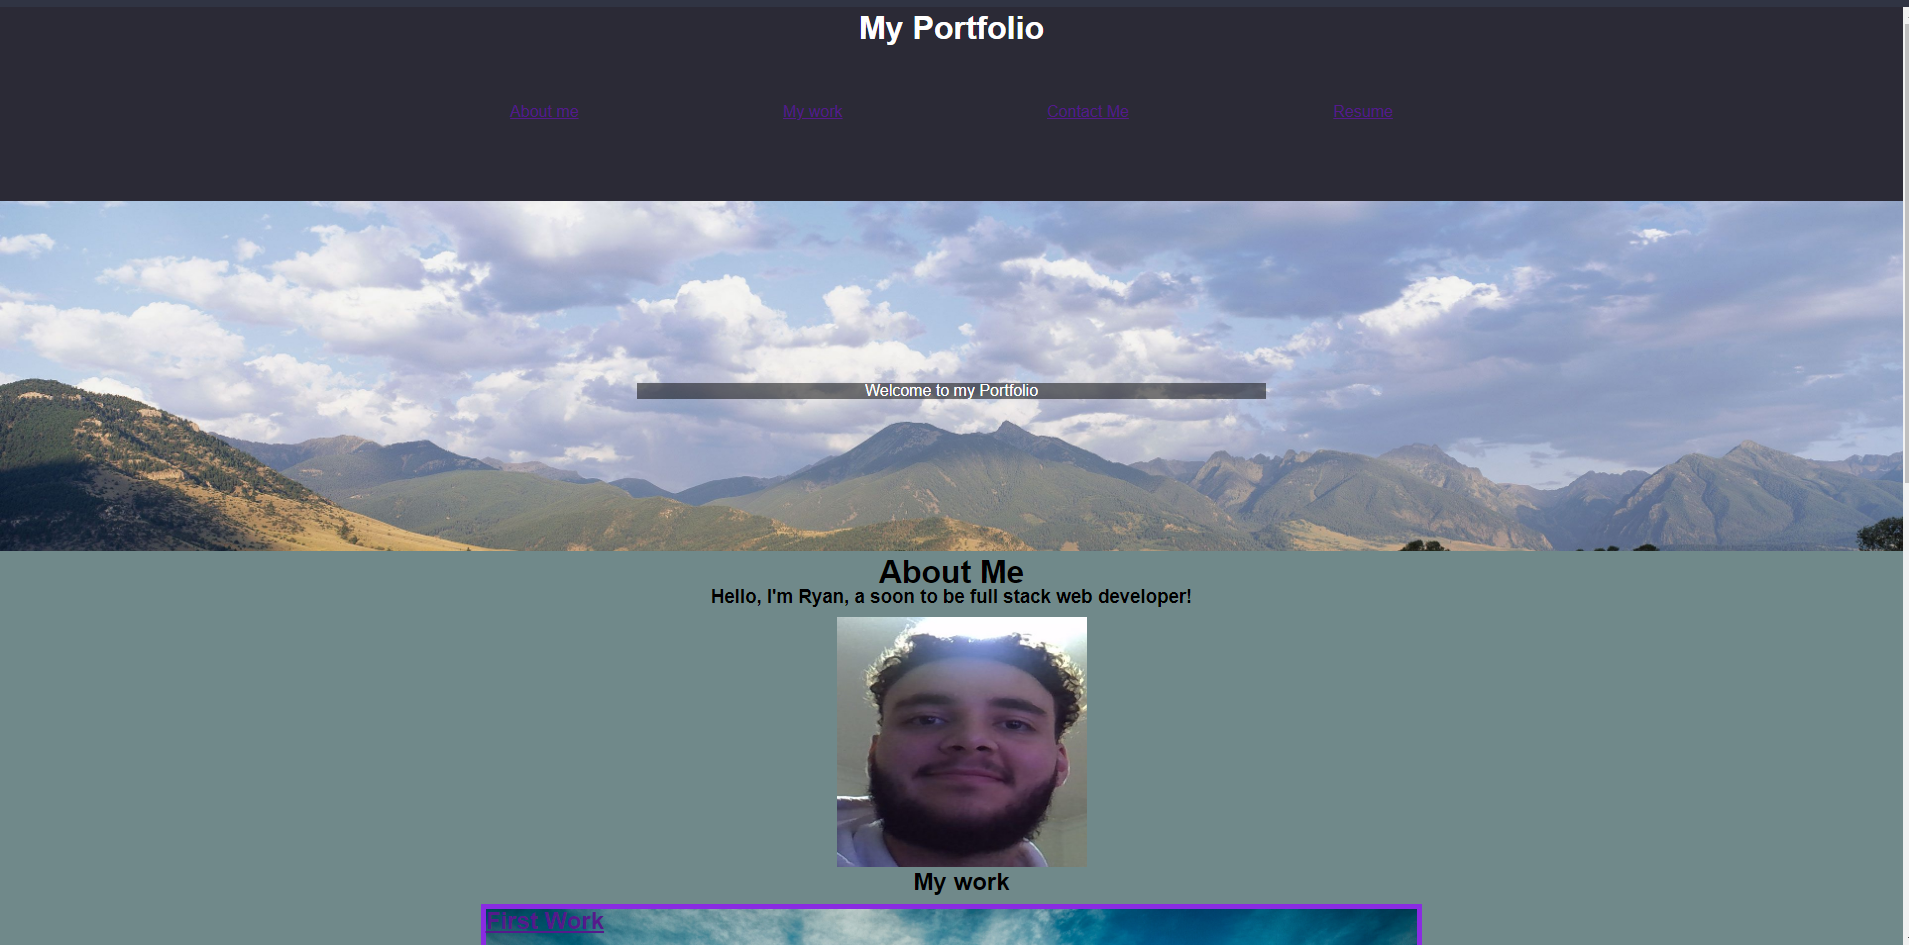 My Portfolio
About me My work Contact Me Resume
Welcome to my Portfolio
About Me
Hello, I'm Ryan, a soon to be full stack web developer!
My work
First Work